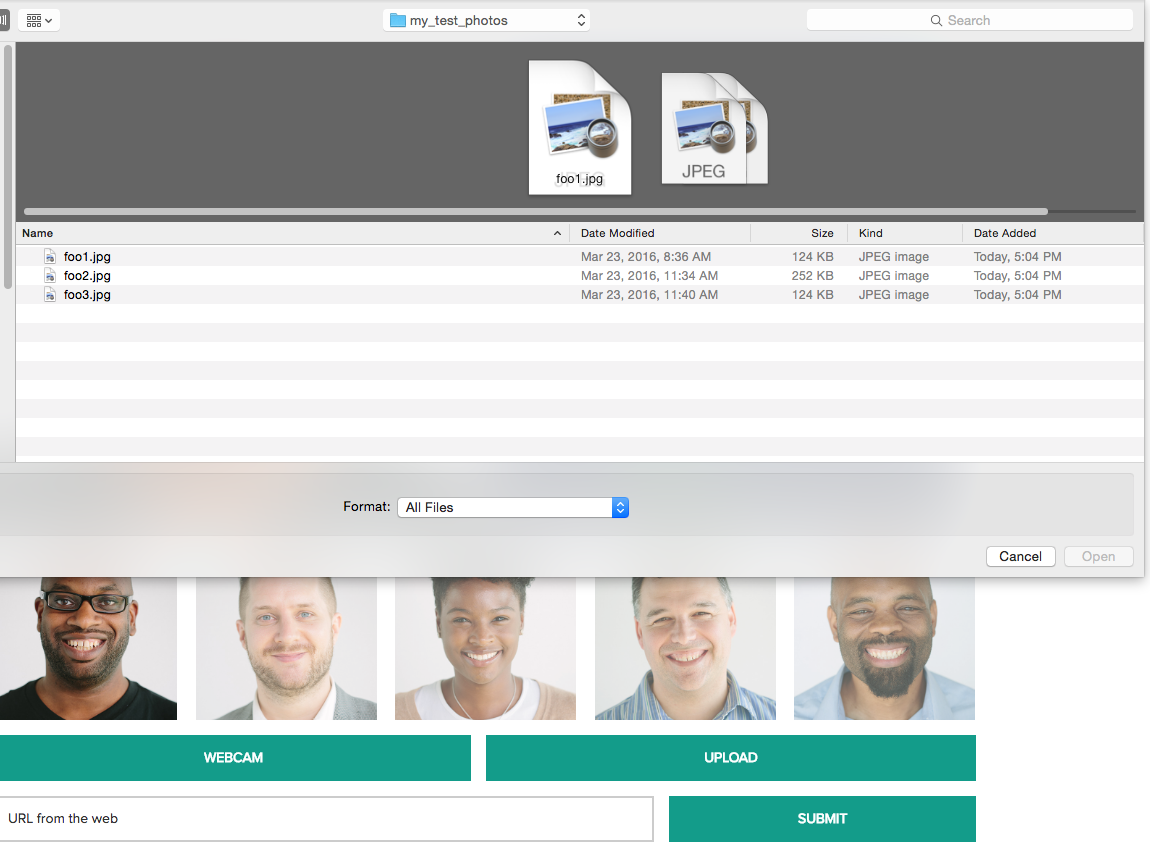 my_test_photos
Search
foo1.jpg
JPEG
Name Date Modified Size Kind Date Added
foo1.jpg Mar 23, 2016, 8:36 AM 124 KB JPEG image Today, 5:04 PM
foo2.jpg Mar 23, 2016, 11:34 AM 252 KB JPEG image Today, 5:04 PM
foo3.jpg Mar 23, 2016, 11:40 AM 124 KB JPEG image Today, 5:04 PM
Format: All Files
Cancel Open
WEBCAM UPLOAD
URL from the web SUBMIT